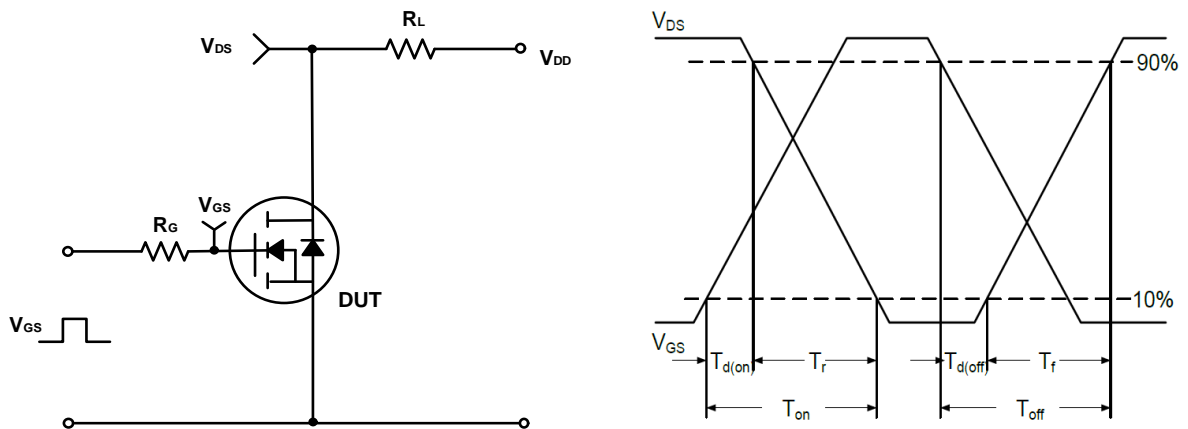 RL
VDS
VDD
VGS
RG
DUT
VGS
VDS
90%
10%
VGS
Td(on)
Tr
Td(off)
Tf
Ton
Toff